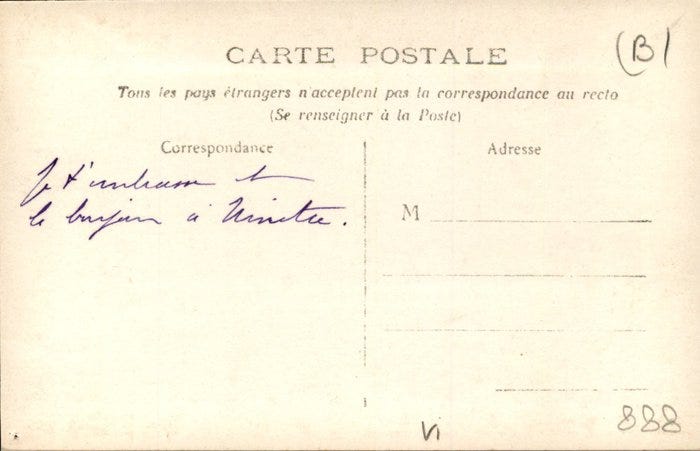 CARTE POSTALE
(B)
Tous les pays étrangers n'acceptent pas la correspondance au recto
(Se renseigner à la Poste)
Correspondance
Adresse
Je t'embrasse et
le bonjour à Ninette.
M
Vi
888